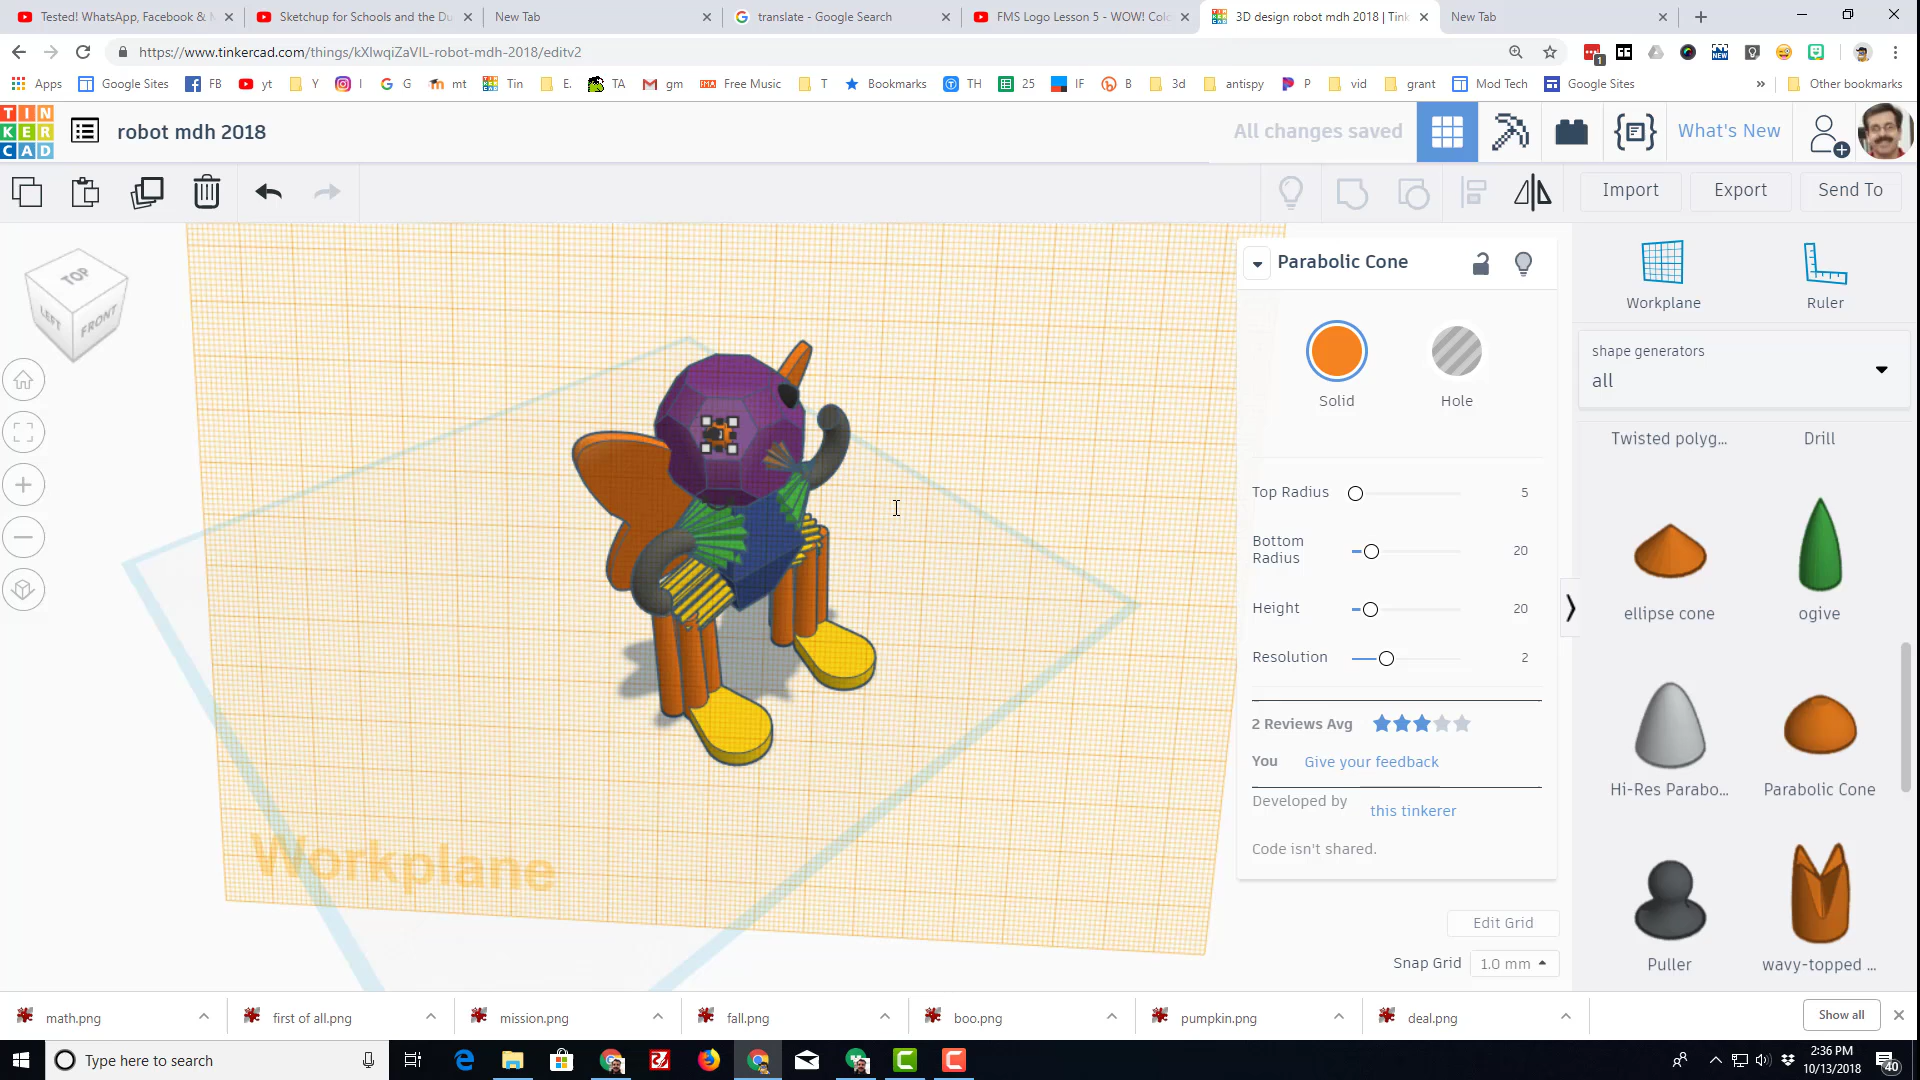 Tested! WhatsApp, Facebook &
Sketchup for Schools and the Du
New Tab
translate - Google Search
FMS Logo Lesson 5 - WOW! Colo
3D design robot mdh 2018 | Tink
New Tab
https://www.tinkercad.com/things/kXlwqiZaVIL-robot-mdh-2018/editv2
Apps
Google Sites
FB
yt
Y
I
G
mt
Tin
E.
TA
gm
Free Music
T
Bookmarks
TH
25
IF
B
3d
antispy
P
vid
grant
Mod Tech
Google Sites
»
Other bookmarks
TIN
KER
CAD
robot mdh 2018
All changes saved
What's New
Import
Export
Send To
TOP
LEFT
FRONT
Workplane
Parabolic Cone
Solid
Hole
Top Radius 5
Bottom
Radius 20
Height 20
Resolution 2
2 Reviews Avg
You Give your feedback
Developed by this tinkerer
Code isn't shared.
Edit Grid
Snap Grid 1.0 mm
Workplane
Ruler
shape generators
all
Twisted polyg...
Drill
ellipse cone
ogive
Hi-Res Parabo...
Parabolic Cone
Puller
wavy-topped ...
math.png
first of all.png
mission.png
fall.png
boo.png
pumpkin.png
deal.png
Show all
Type here to search
2:36 PM
10/13/2018
40